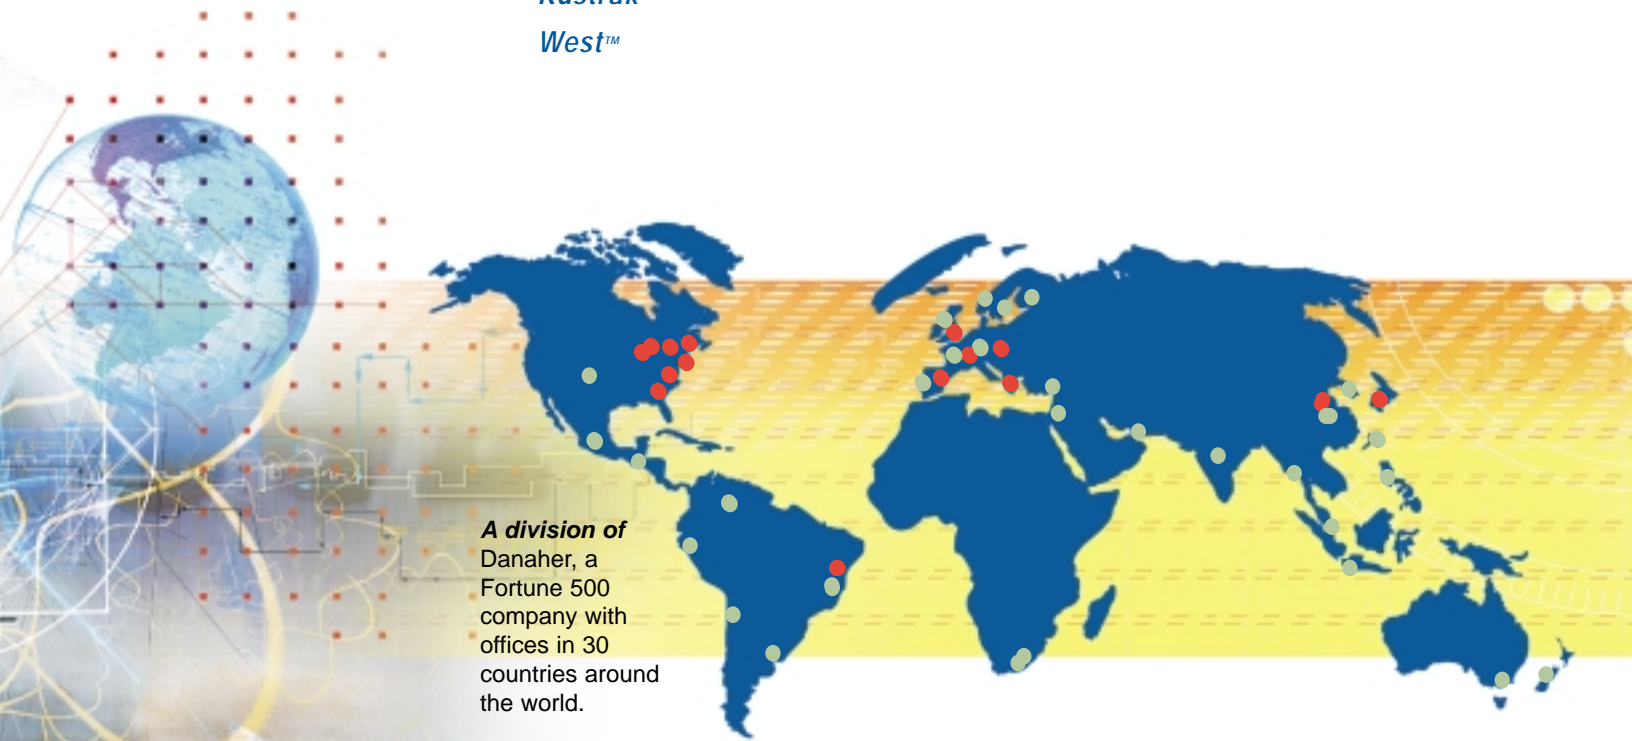 West™
A division of
Danaher, a
Fortune 500
company with
offices in 30
countries around
the world.